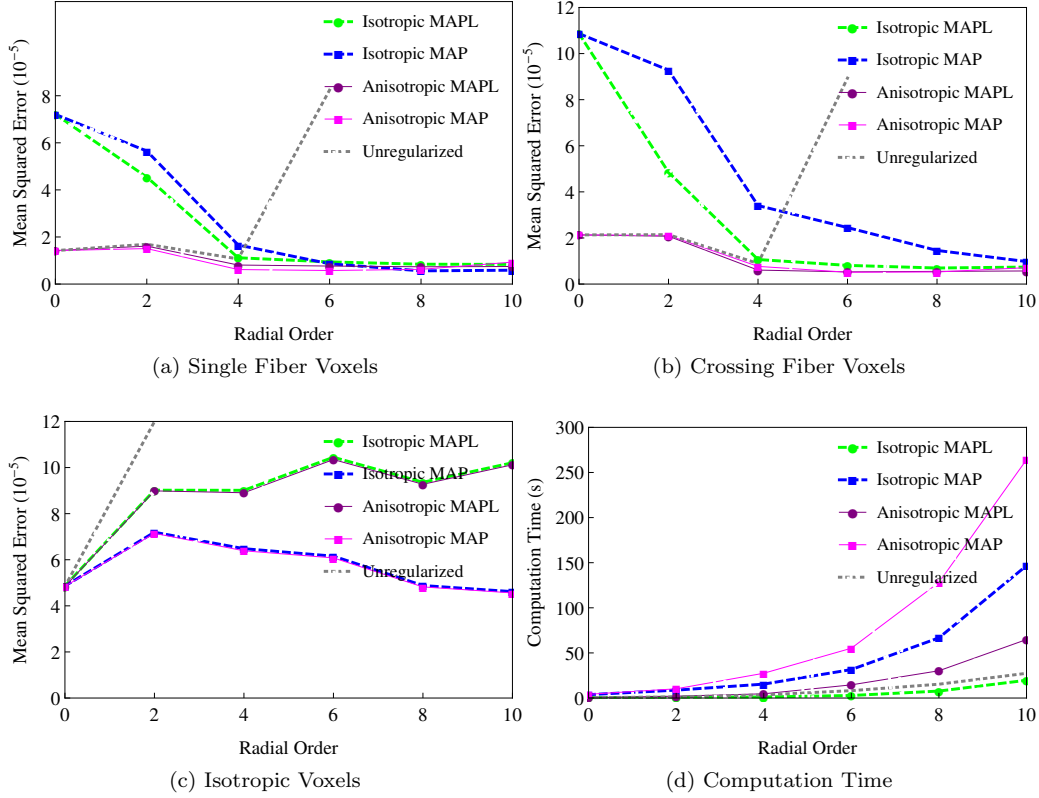 Mean Squared Error (10⁻⁵)
8
6
4
2
0
0 2 4 6 8 10
Radial Order
Isotropic MAPL
Isotropic MAP
Anisotropic MAPL
Anisotropic MAP
Unregularized
(a) Single Fiber Voxels
Mean Squared Error (10⁻⁵)
12
10
8
6
4
2
0
0 2 4 6 8 10
Radial Order
Isotropic MAPL
Isotropic MAP
Anisotropic MAPL
Anisotropic MAP
Unregularized
(b) Crossing Fiber Voxels
Mean Squared Error (10⁻⁵)
12
10
8
6
4
2
0
0 2 4 6 8 10
Radial Order
Isotropic MAPL
Isotropic MAP
Anisotropic MAPL
Anisotropic MAP
Unregularized
(c) Isotropic Voxels
Computation Time (s)
300
250
200
150
100
50
0
0 2 4 6 8 10
Radial Order
Isotropic MAPL
Isotropic MAP
Anisotropic MAPL
Anisotropic MAP
Unregularized
(d) Computation Time